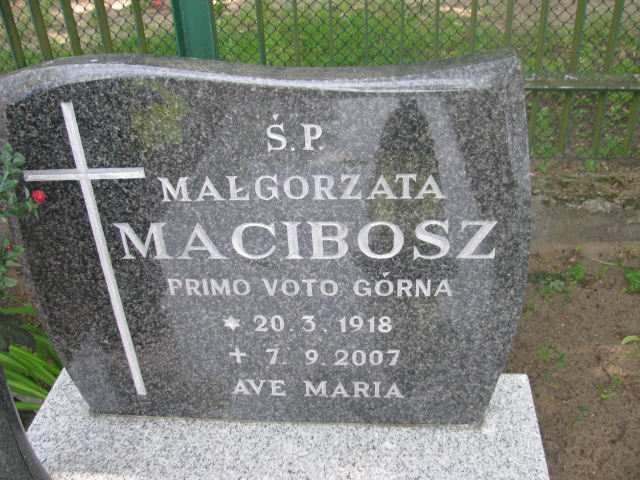 Ś.P.
MAŁGORZATA
MACIBOSZ
PRIMO VOTO GÓRNA
* 20.3.1918
+ 7.9.2007
AVE MARIA